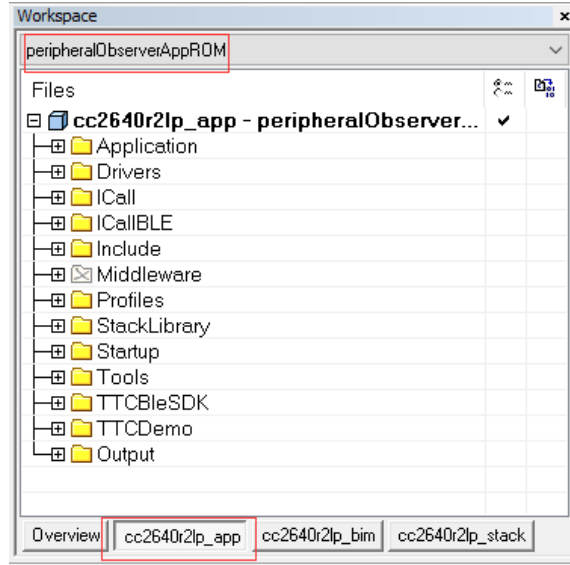 Workspace
peripheralObserverAppROM
Files
cc2640r2lp_app - peripheralObserver...
Application
Drivers
ICall
ICallBLE
Include
Middleware
Profiles
StackLibrary
Startup
Tools
TTCBleSDK
TTCDemo
Output
Overview cc2640r2lp_app cc2640r2lp_bim cc2640r2lp_stack